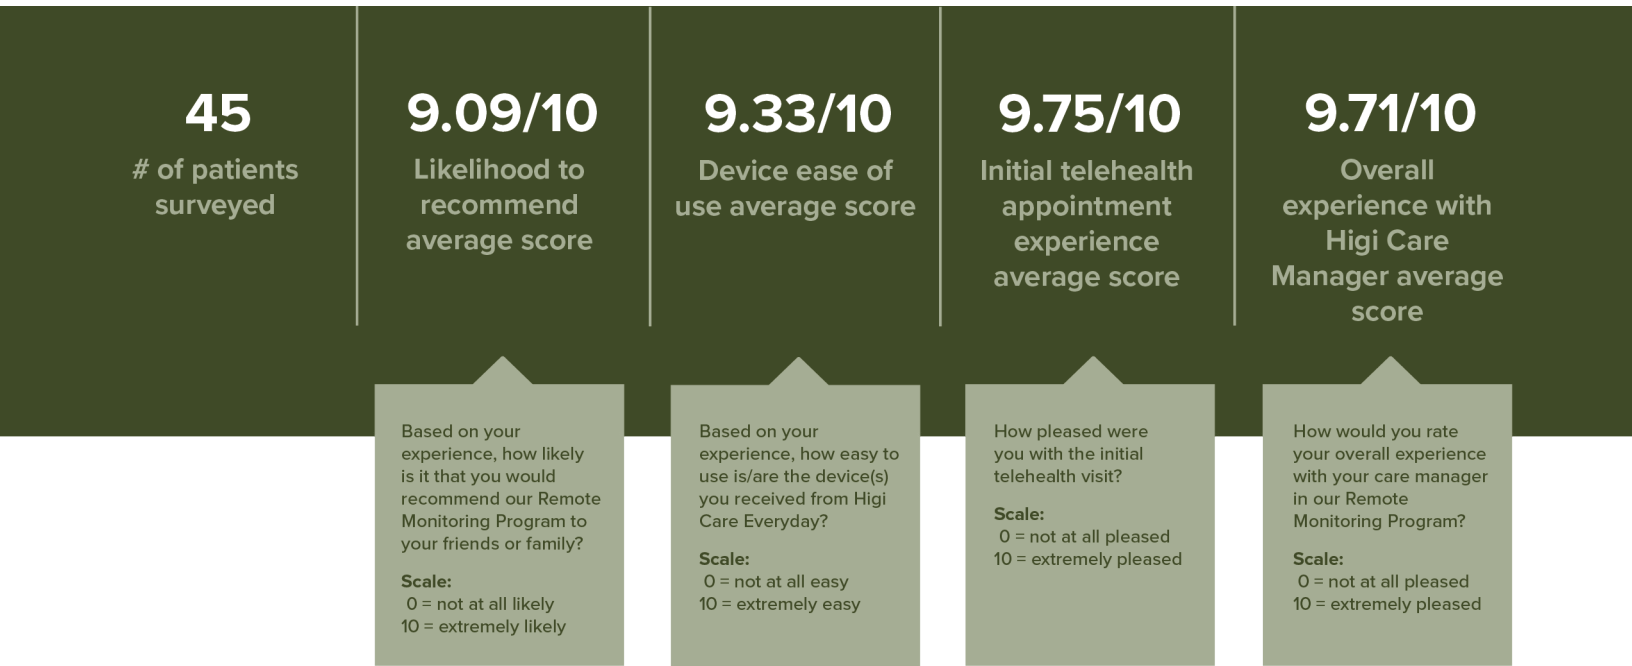 45
# of patients
surveyed
9.09/10
Likelihood to
recommend
average score
9.33/10
Device ease of
use average score
9.75/10
Initial telehealth
appointment
experience
average score
9.71/10
Overall
experience with
Higi Care
Manager average
score
Based on your
experience, how likely
is it that you would
recommend our Remote
Monitoring Program to
your friends or family?
Scale:
0 = not at all likely
10 = extremely likely
Based on your
experience, how easy to
use is/are the device(s)
you received from Higi
Care Everyday?
Scale:
0 = not at all easy
10 = extremely easy
How pleased were
you with the initial
telehealth visit?
Scale:
0 = not at all pleased
10 = extremely pleased
How would you rate
your overall experience
with your care manager
in our Remote
Monitoring Program?
Scale:
0 = not at all pleased
10 = extremely pleased